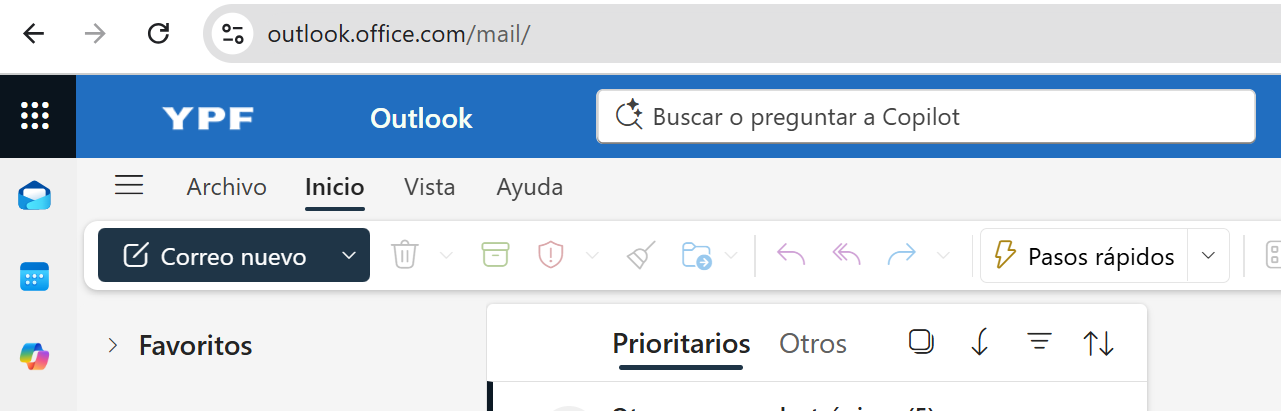 outlook.office.com/mail/
YPF Outlook Buscar o preguntar a Copilot
Archivo Inicio Vista Ayuda
Correo nuevo Pasos rápidos
Favoritos Prioritarios Otros